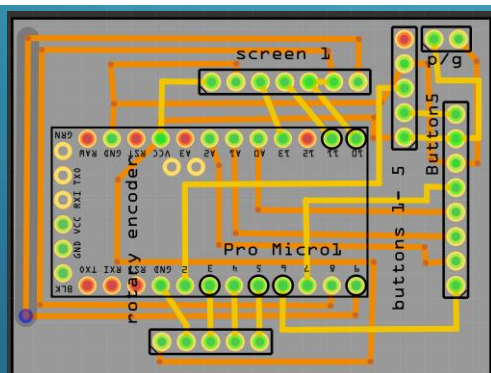 screen 1
p/g
Button5
buttons 1- 5
GRN
RAW GND RST VCC A3 A2 A1 A0 13 12 11 10
GND VCC RXI TX0
rotary encoder
Pro Micro1
TX0 RXI RST GND 2 3 4 5 6 7 8 9
BLK